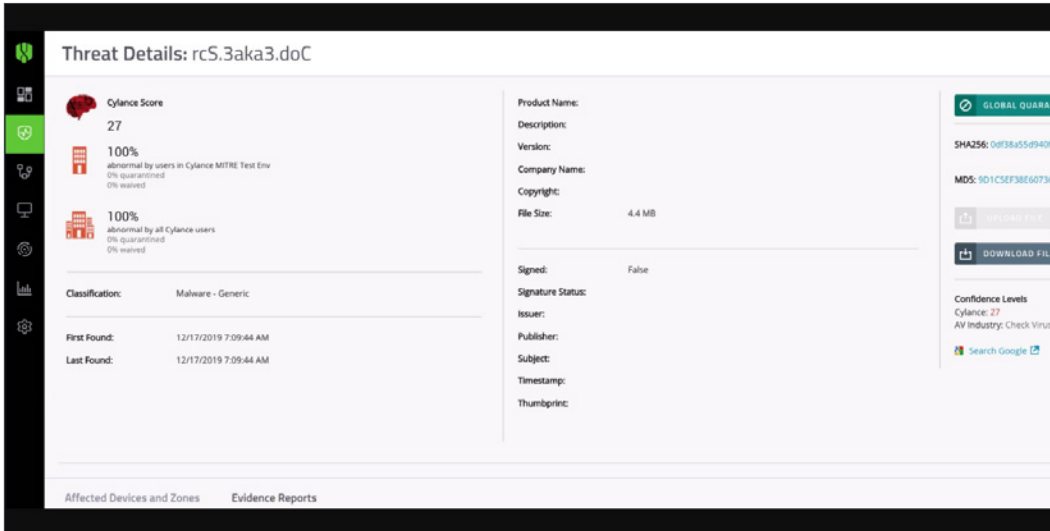 Threat Details: rcS.3aka3.doC
Cylance Score
27
100%
abnormal by users in Cylance MITRE Test Env
0% quarantined
0% waived
100%
abnormal by all Cylance users
0% quarantined
0% waived
Classification: Malware - Generic
First Found: 12/17/2019 7:09:44 AM
Last Found: 12/17/2019 7:09:44 AM
Product Name:
Description:
Version:
Company Name:
Copyright:
File Size: 4.4 MB
Signed: False
Signature Status:
Issuer:
Publisher:
Subject:
Timestamp:
Thumbprint:
GLOBAL QUARA
SHA256: 0df38a55d940
MD5: 9D1C5EF38E6073
UPLOAD FILE
DOWNLOAD FIL
Confidence Levels
Cylance: 27
AV Industry: Check Virus
Search Google
Affected Devices and Zones Evidence Reports